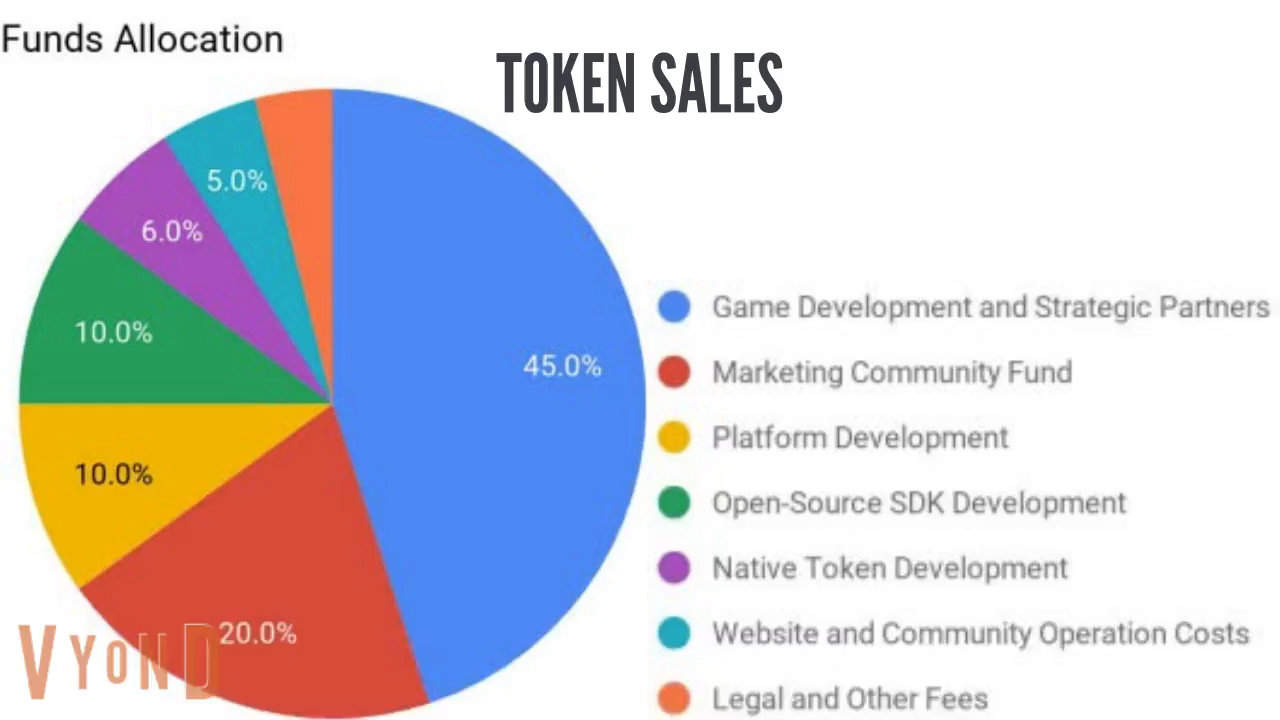 Funds Allocation
TOKEN SALES
5.0%
6.0%
10.0%
45.0%
10.0%
20.0%
Game Development and Strategic Partners
Marketing Community Fund
Platform Development
Open-Source SDK Development
Native Token Development
Website and Community Operation Costs
Legal and Other Fees
VYOND